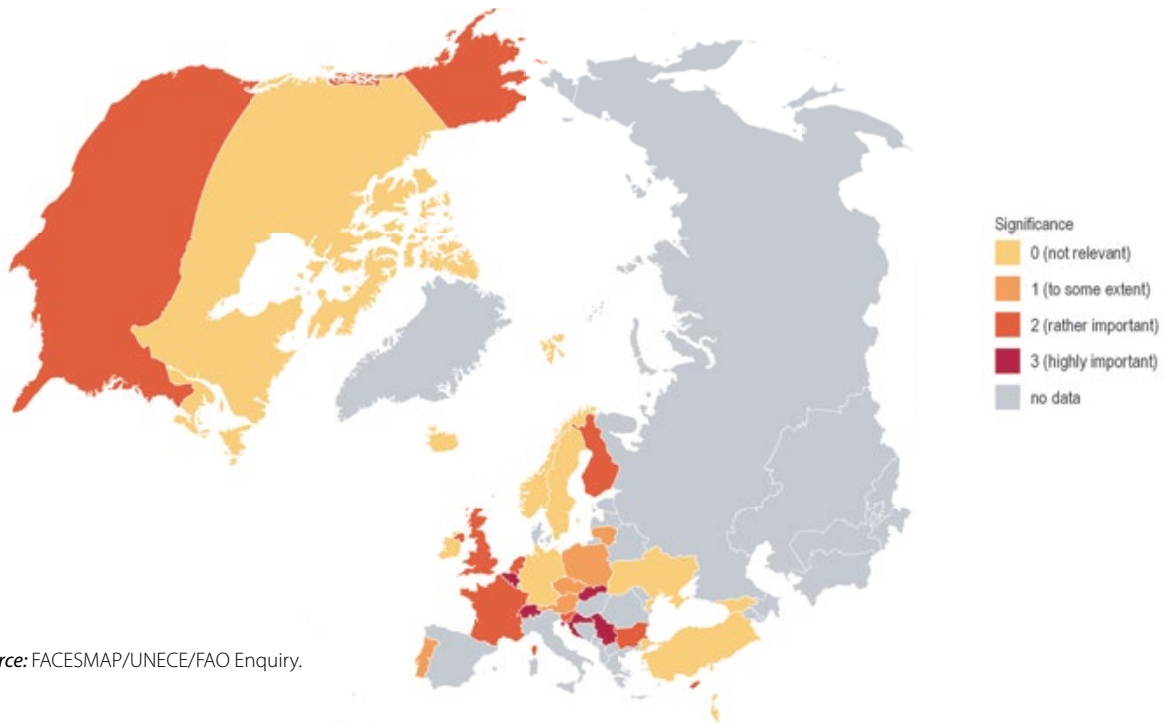 Significance
0 (not relevant)
1 (to some extent)
2 (rather important)
3 (highly important)
no data
rce: FACESMAP/UNECE/FAO Enquiry.